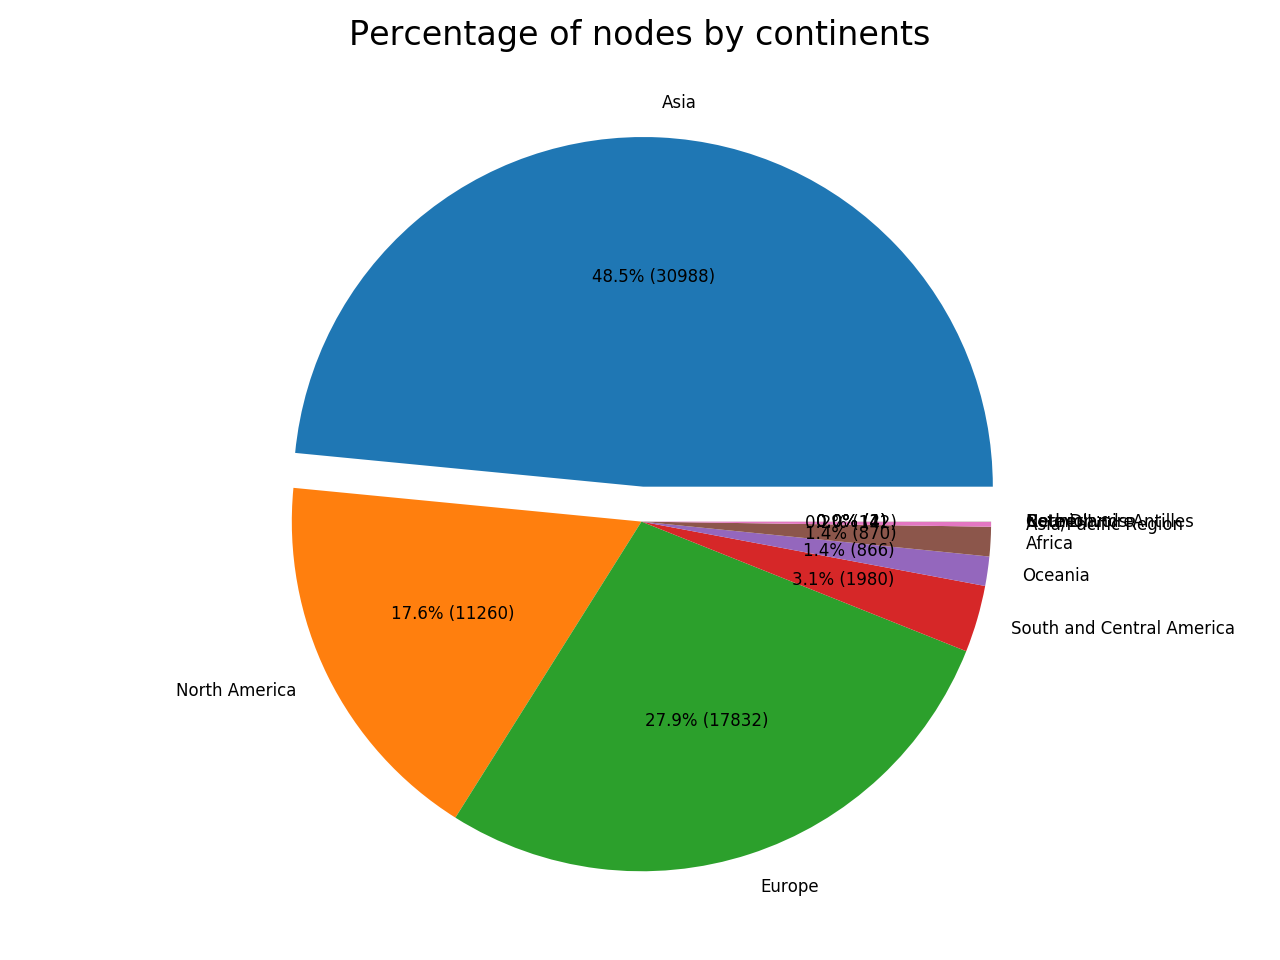 Percentage of nodes by continents
Asia
48.5% (30988)
Asia/Pacific Region
1.4% (870)
Africa
1.4% (866)
Oceania
3.1% (1980)
South and Central America
17.6% (11260)
North America
27.9% (17832)
Europe